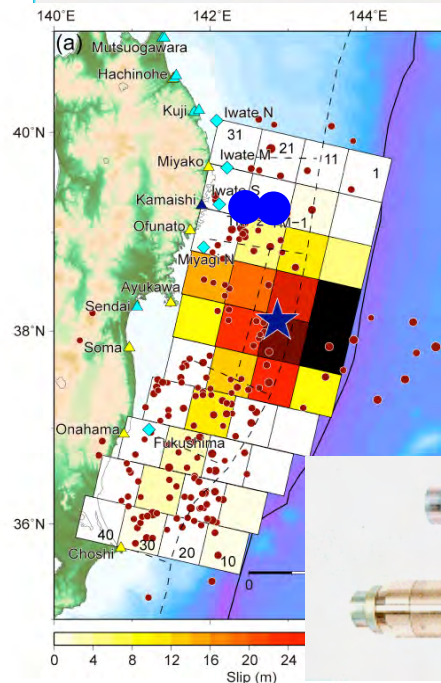 (a)
140˚E
142˚E
144˚E
40˚N
38˚N
36˚N
Mutsuogawara
Hachinohe
Kuji
Iwate N
31
21
11
1
Miyako
Iwate M
Kamaishi
Iwate S
Ofunato
M−1
Miyagi N
Ayukawa
Sendai
Soma
Onahama
Fukushima
40
30
20
10
Choshi
0
0 4 8 12 16 20 24
Slip (m)